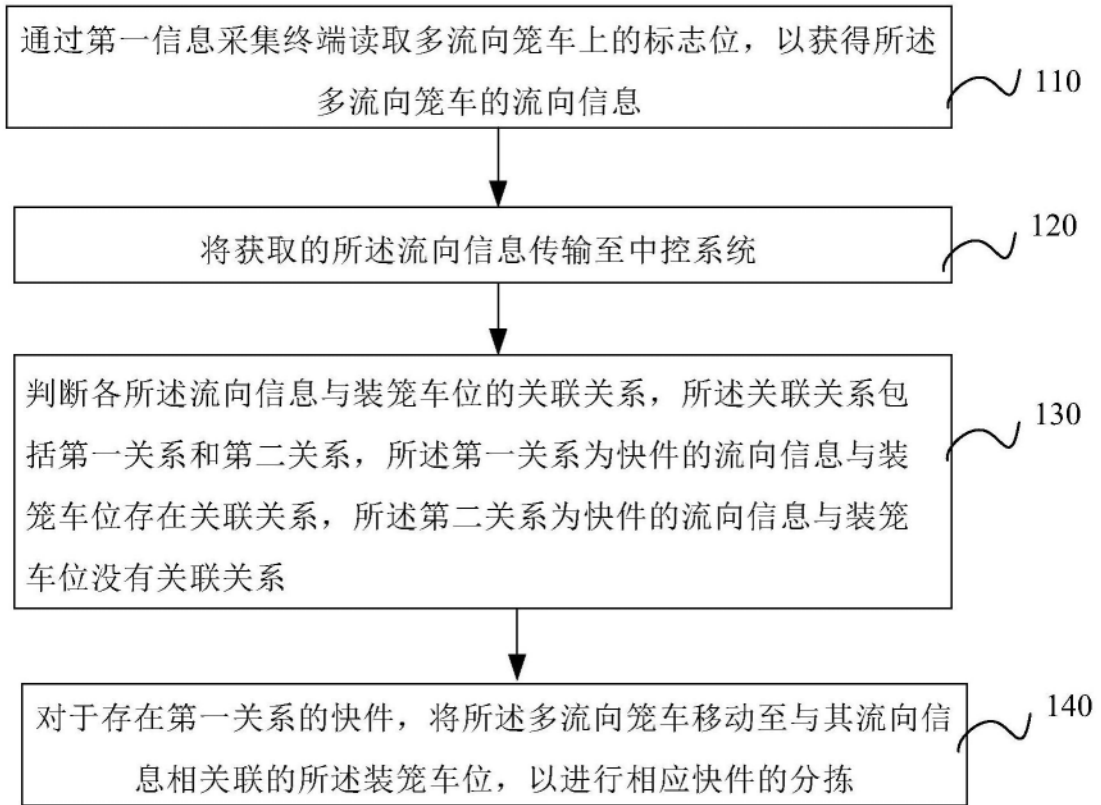 通过第一信息采集终端读取多流向笼车上的标志位，以获得所述
多流向笼车的流向信息
110
将获取的所述流向信息传输至中控系统
120
判断各所述流向信息与装笼车位的关联关系，所述关联关系包
括第一关系和第二关系，所述第一关系为快件的流向信息与装
笼车位存在关联关系，所述第二关系为快件的流向信息与装笼
车位没有关联关系
130
对于存在第一关系的快件，将所述多流向笼车移动至与其流向信
息相关联的所述装笼车位，以进行相应快件的分拣
140